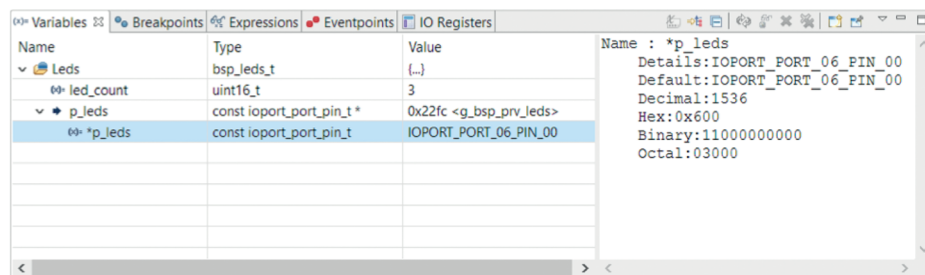 (x)= Variables Breakpoints Expressions Eventpoints IO Registers
Name Type Value
Leds bsp_leds_t {...}
(x)= led_count uint16_t 3
p_leds const ioport_port_pin_t * 0x22fc <g_bsp_prv_leds>
(x)= *p_leds const ioport_port_pin_t IOPORT_PORT_06_PIN_00
Name : *p_leds
Details:IOPORT_PORT_06_PIN_00
Default:IOPORT_PORT_06_PIN_00
Decimal:1536
Hex:0x600
Binary:11000000000
Octal:03000